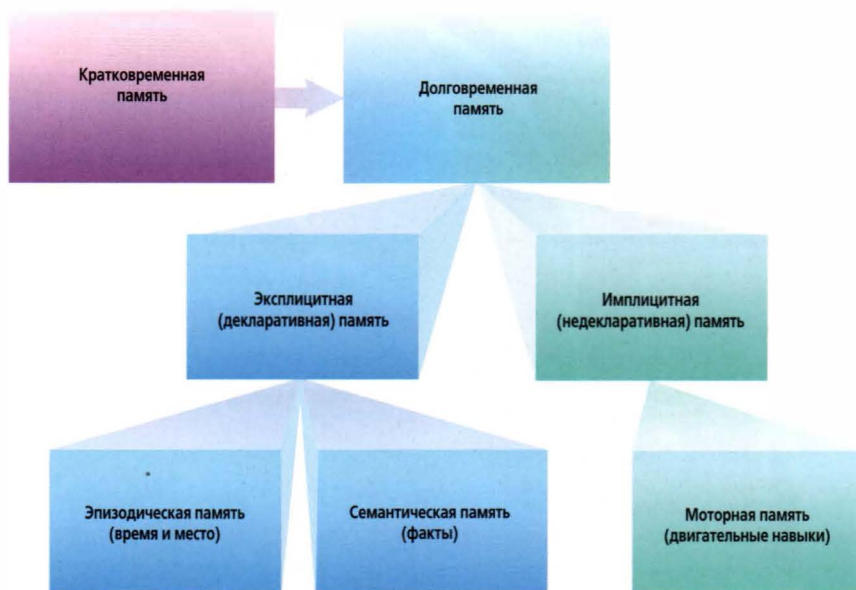 Кратковременная
память
Долговременная
память
Эксплицитная
(декларативная) память
Имплицитная
(недекларативная) память
Эпизодическая память
(время и место)
Семантическая память
(факты)
Моторная память
(двигательные навыки)